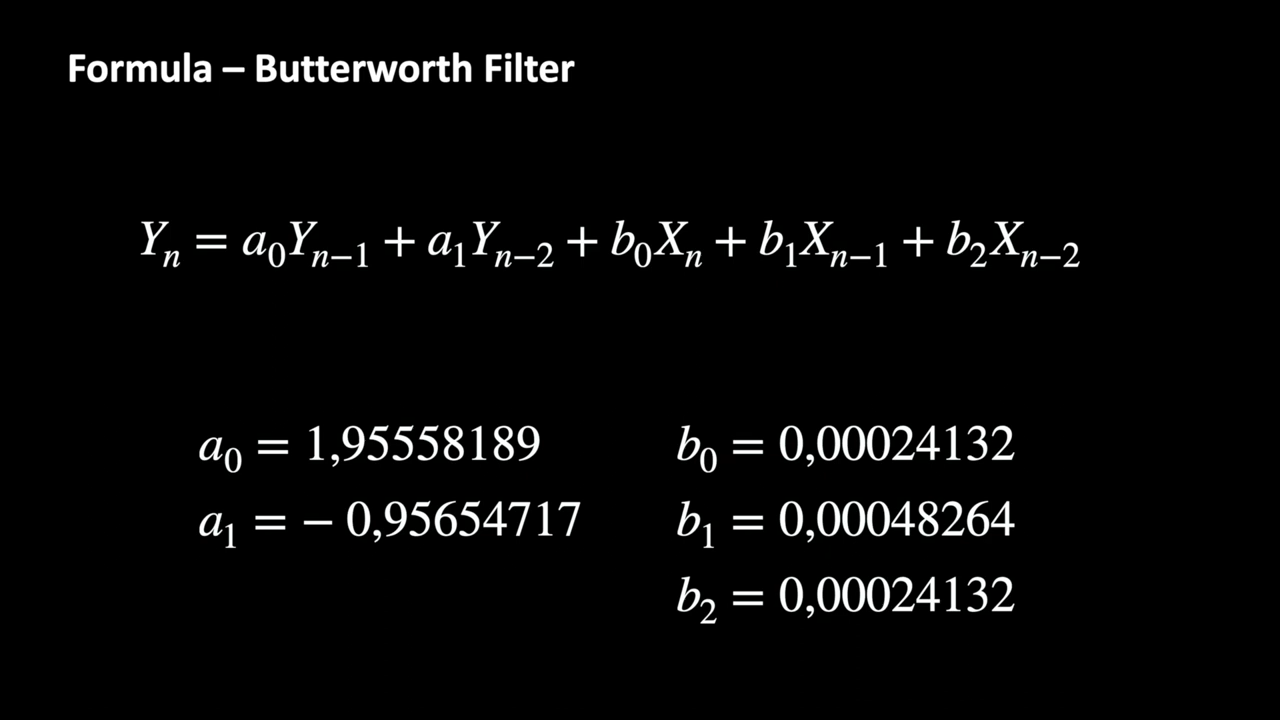 Formula – Butterworth Filter
Yₙ = a₀Yₙ₋₁ + a₁Yₙ₋₂ + b₀Xₙ + b₁Xₙ₋₁ + b₂Xₙ₋₂
a₀ = 1,95558189
b₀ = 0,00024132
a₁ = − 0,95654717
b₁ = 0,00048264
b₂ = 0,00024132